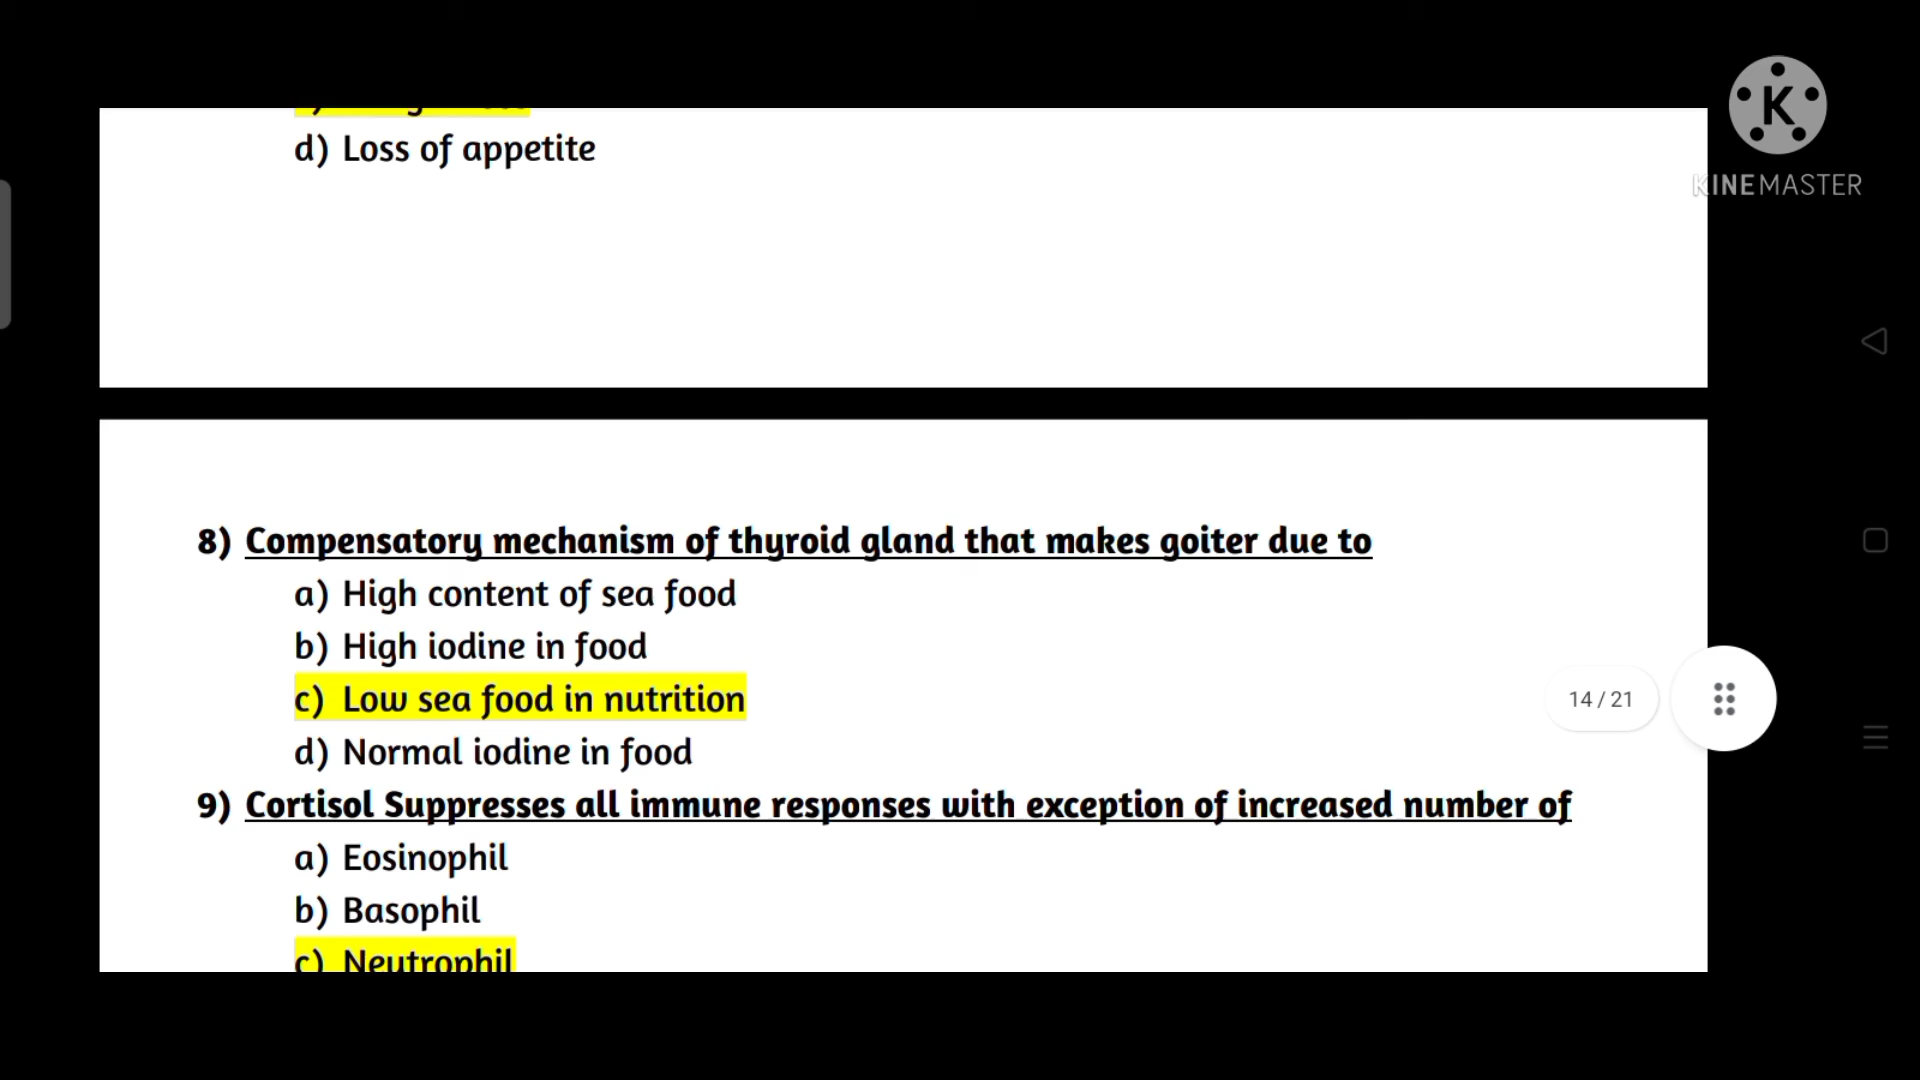 d) Loss of appetite
K
KINEMASTER
8) Compensatory mechanism of thyroid gland that makes goiter due to
a) High content of sea food
b) High iodine in food
c) Low sea food in nutrition
14 / 21
d) Normal iodine in food
9) Cortisol Suppresses all immune responses with exception of increased number of
a) Eosinophil
b) Basophil
c) Neutrophil